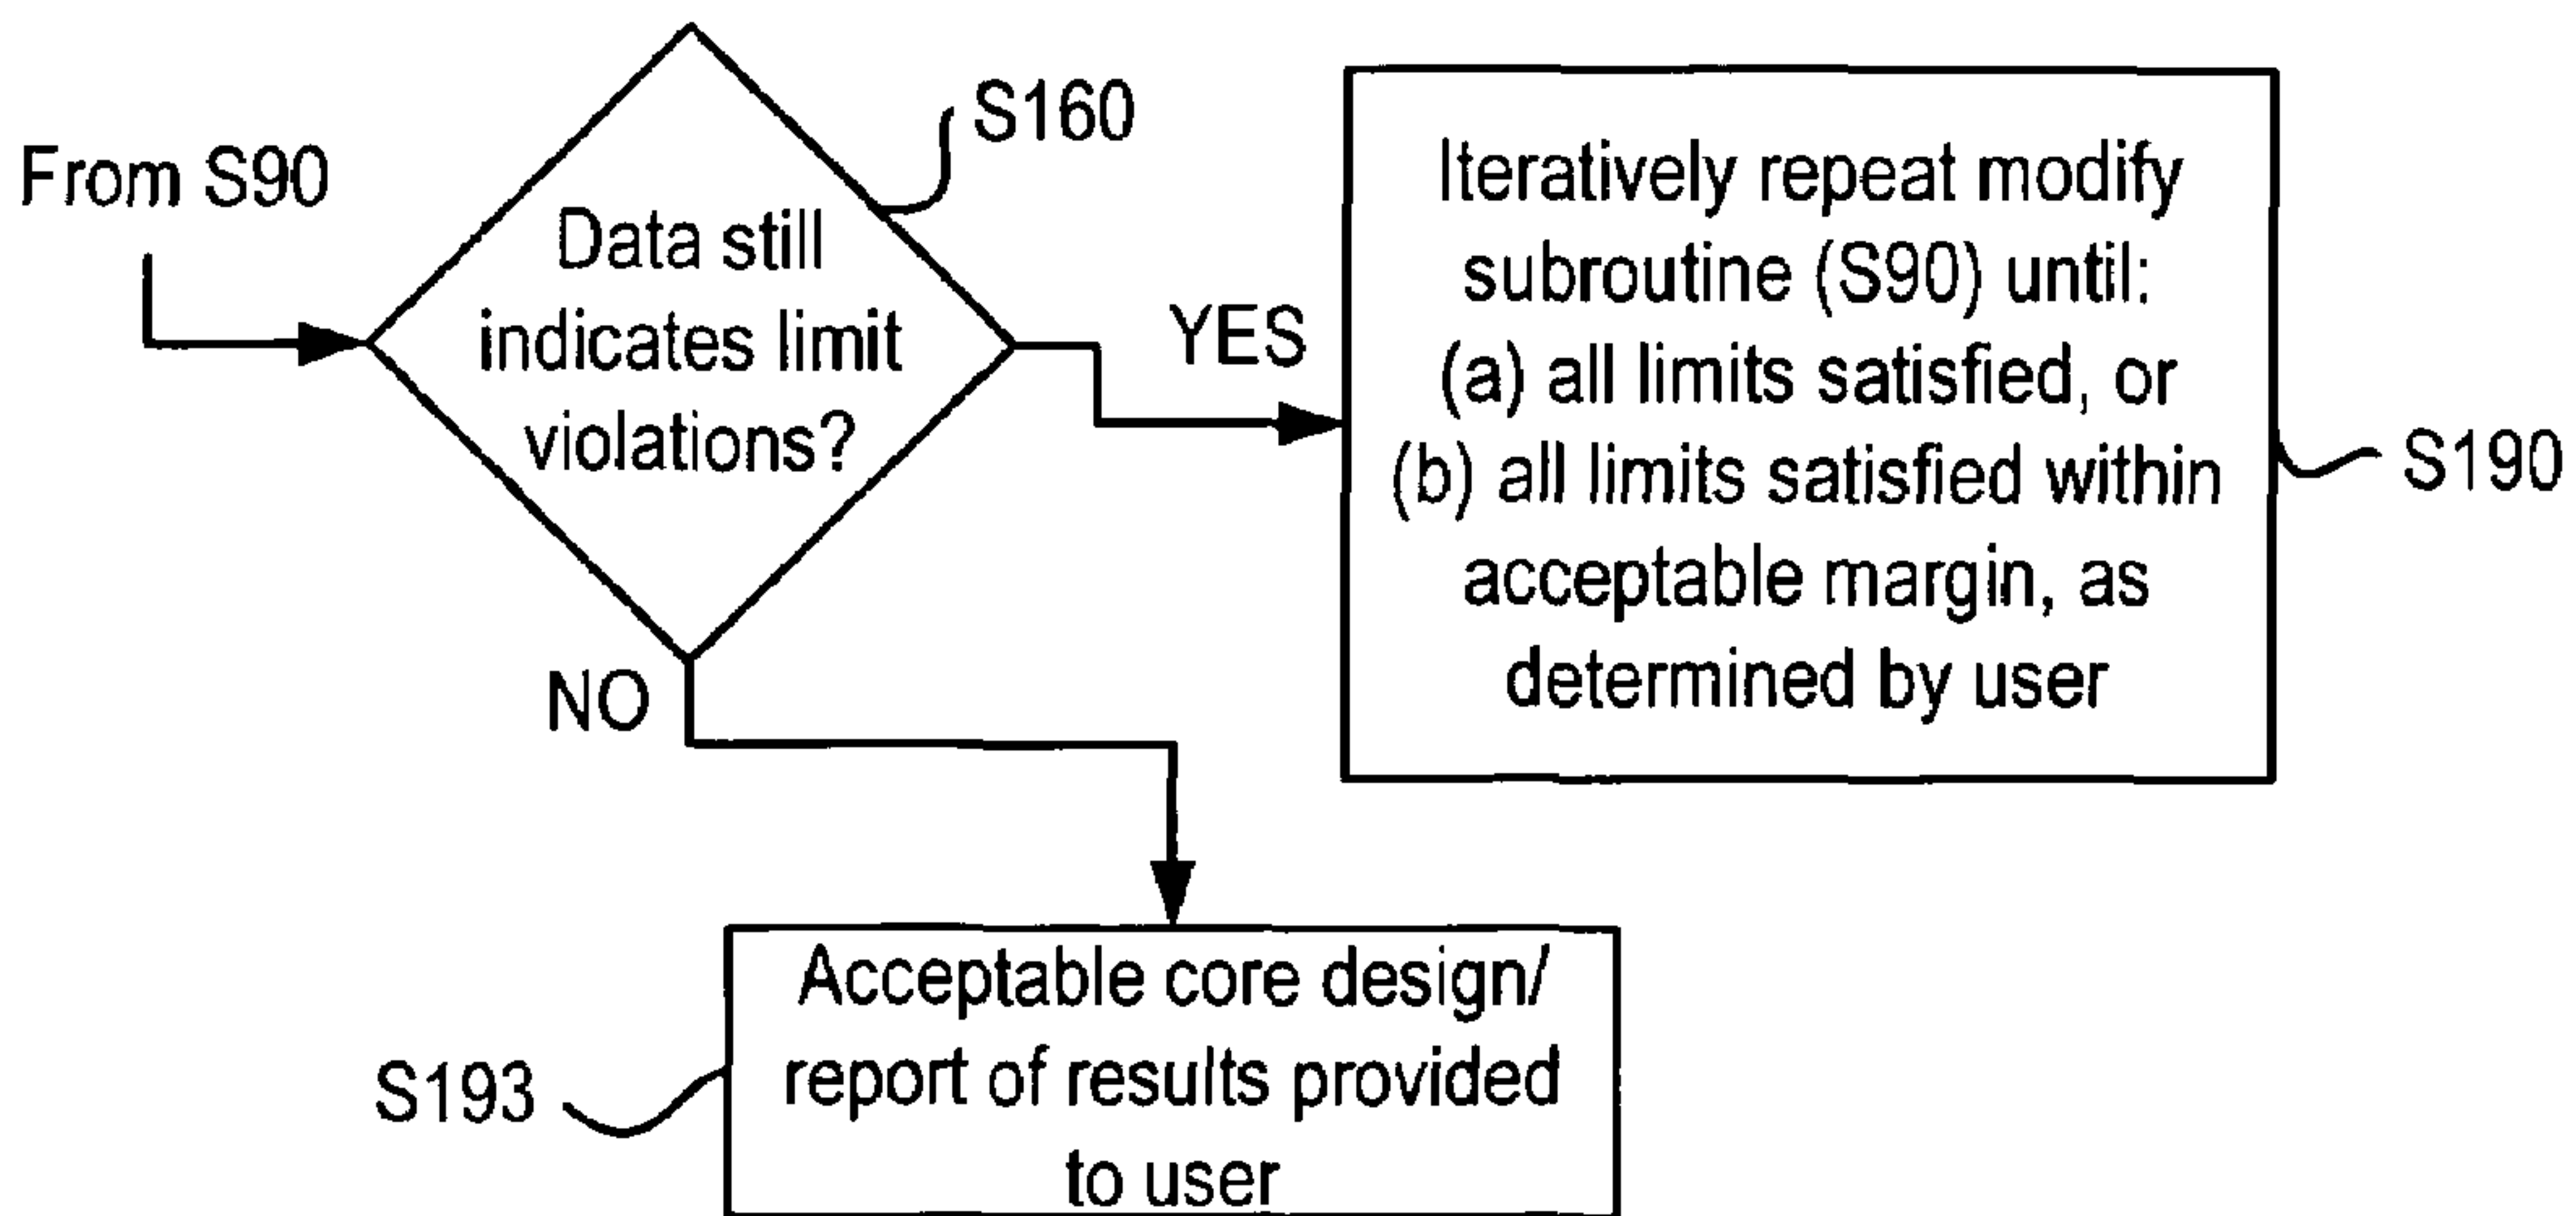 From S90
Data still
indicates limit
violations?
S160
YES
NO
Iteratively repeat modify
subroutine (S90) until:
(a) all limits satisfied, or
(b) all limits satisfied within
acceptable margin, as
determined by user
S190
Acceptable core design/
report of results provided
to user
S193